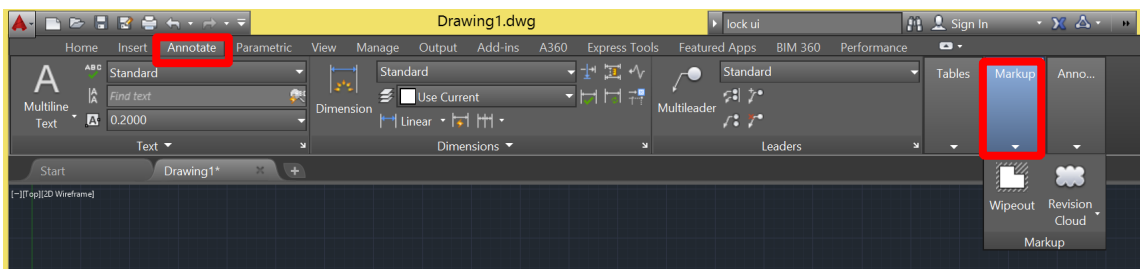 Drawing1.dwg
lock ui
Sign In
Home Insert Annotate Parametric View Manage Output Add-ins A360 Express Tools Featured Apps BIM 360 Performance
A
Multiline
Text
ABC Standard
A
A Find text
A 0.2000
Text
Dimension
Standard
Use Current
Linear
Dimensions
Multileader
Standard
Leaders
Tables
Markup
Anno...
Wipeout
Revision
Cloud
Markup
Start Drawing1*
[−][Top][2D Wireframe]